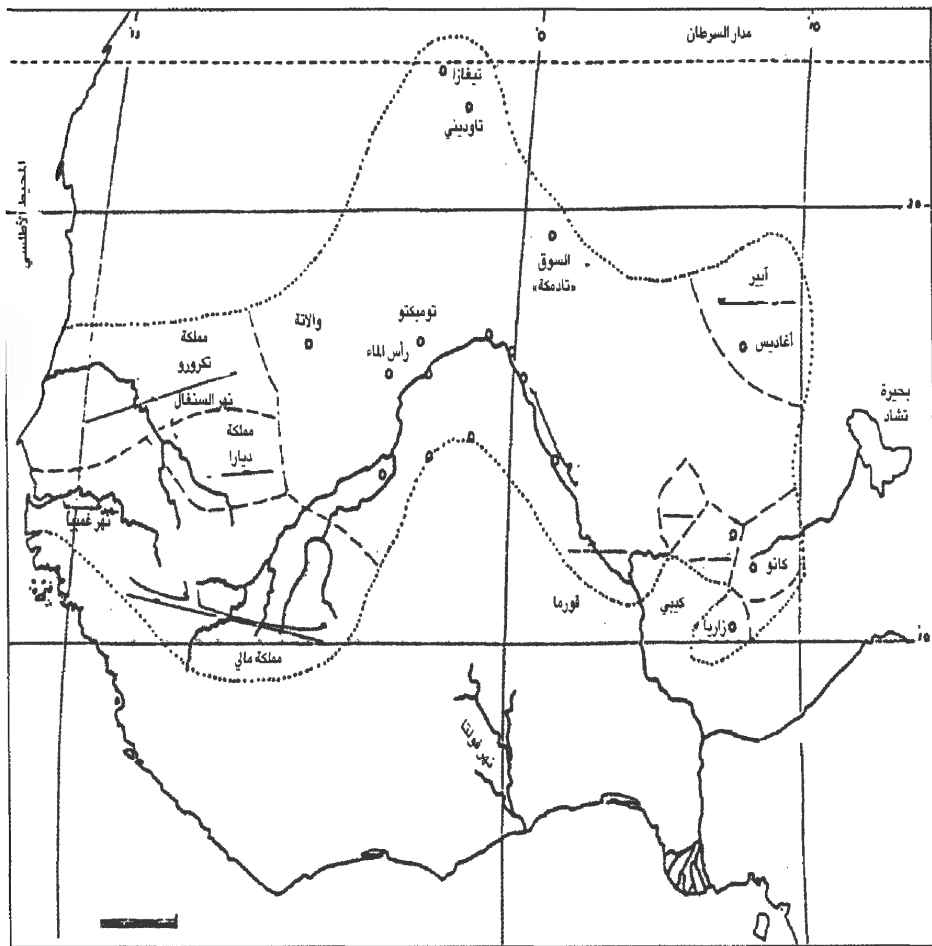 مدار السرطان
تيغازا
تاوديني
المحيط الأطلسي
السوق
«تادمكة»
آيير
أغاديس
تومبكتو
والاتة
رأس الماء
مملكة
تكرورو
نهر السنغال
مملكة
ديارا
بحيرة
تشاد
نهر غمبيا
كانو
كيبي
قورما
زاريا
مملكة مالي
نهر فولتا